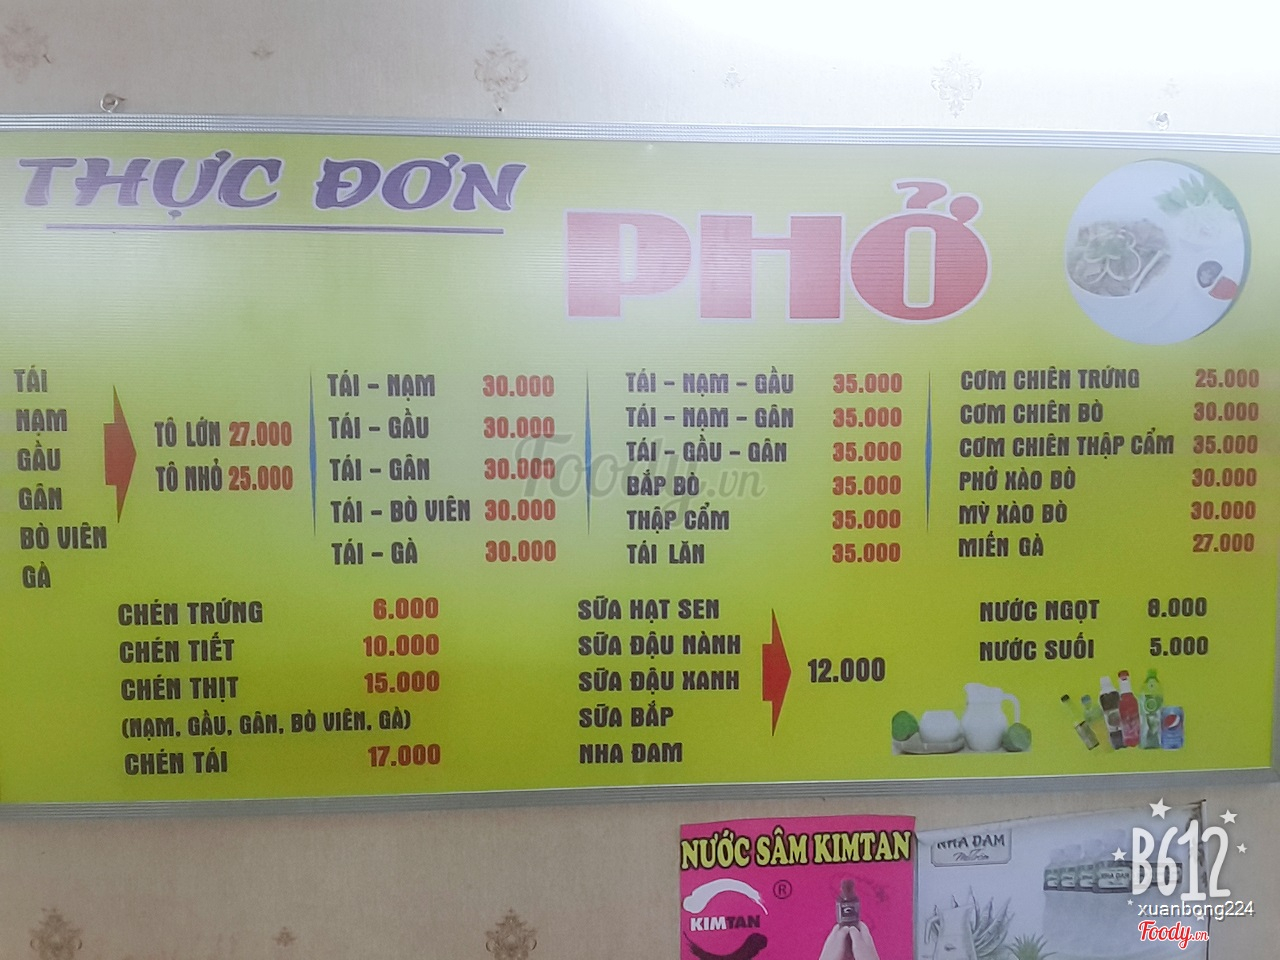 THỰC ĐƠN
PHỞ
TÁI
NẠM
GẦU
GÂN
BÒ VIÊN
GÀ
TÔ LỚN 27.000
TÔ NHỎ 25.000
TÁI - NẠM 30.000
TÁI - GẦU 30.000
TÁI - GÂN 30.000
TÁI - BÒ VIÊN 30.000
TÁI - GÀ 30.000
TÁI - NẠM - GẦU 35.000
TÁI - NẠM - GÂN 35.000
TÁI - GẦU - GÂN 35.000
BẮP BÒ 35.000
THẬP CẨM 35.000
TÁI LĂN 35.000
CƠM CHIÊN TRỨNG 25.000
CƠM CHIÊN BÒ 30.000
CƠM CHIÊN THẬP CẨM 35.000
PHỞ XÀO BÒ 30.000
MỲ XÀO BÒ 30.000
MIẾN GÀ 27.000
CHÉN TRỨNG 6.000
CHÉN TIẾT 10.000
CHÉN THỊT 15.000
(NẠM, GẦU, GÂN, BÒ VIÊN, GÀ)
CHÉN TÁI 17.000
SỮA HẠT SEN
SỮA ĐẬU NÀNH
SỮA ĐẬU XANH
SỮA BẮP
NHA ĐAM
12.000
NƯỚC NGỌT 8.000
NƯỚC SUỐI 5.000
Foody.vn
NƯỚC SÂM KIMTAN
®
KIMTAN
NHA ĐAM
NHA ĐAM
B612
xuanbong224
Foody.vn